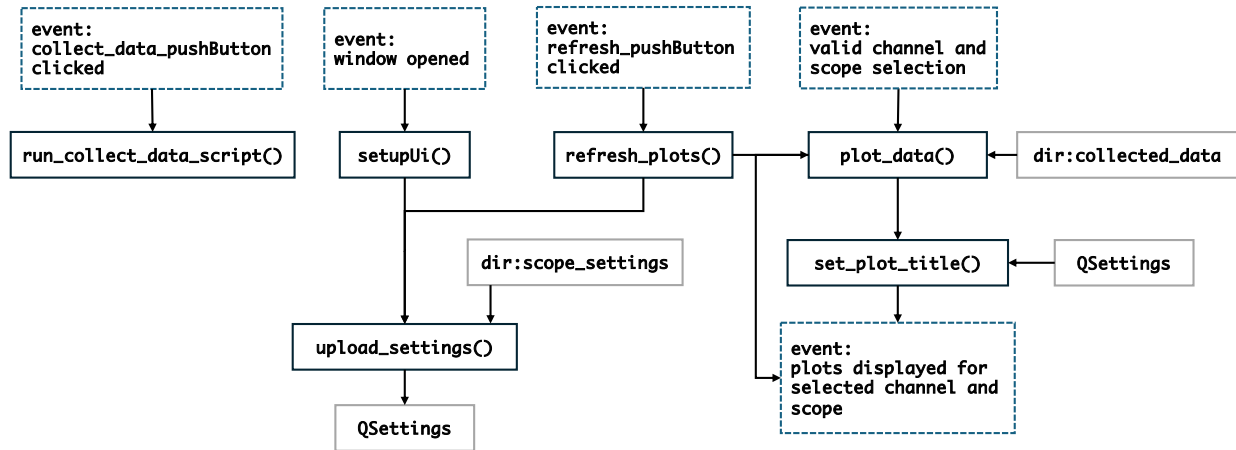 event:
collect_data_pushButton
clicked
event:
window opened
event:
refresh_pushButton
clicked
event:
valid channel and
scope selection
run_collect_data_script()
setupUi()
refresh_plots()
plot_data()
dir:collected_data
dir:scope_settings
set_plot_title()
QSettings
upload_settings()
event:
plots displayed for
selected channel and
scope
QSettings